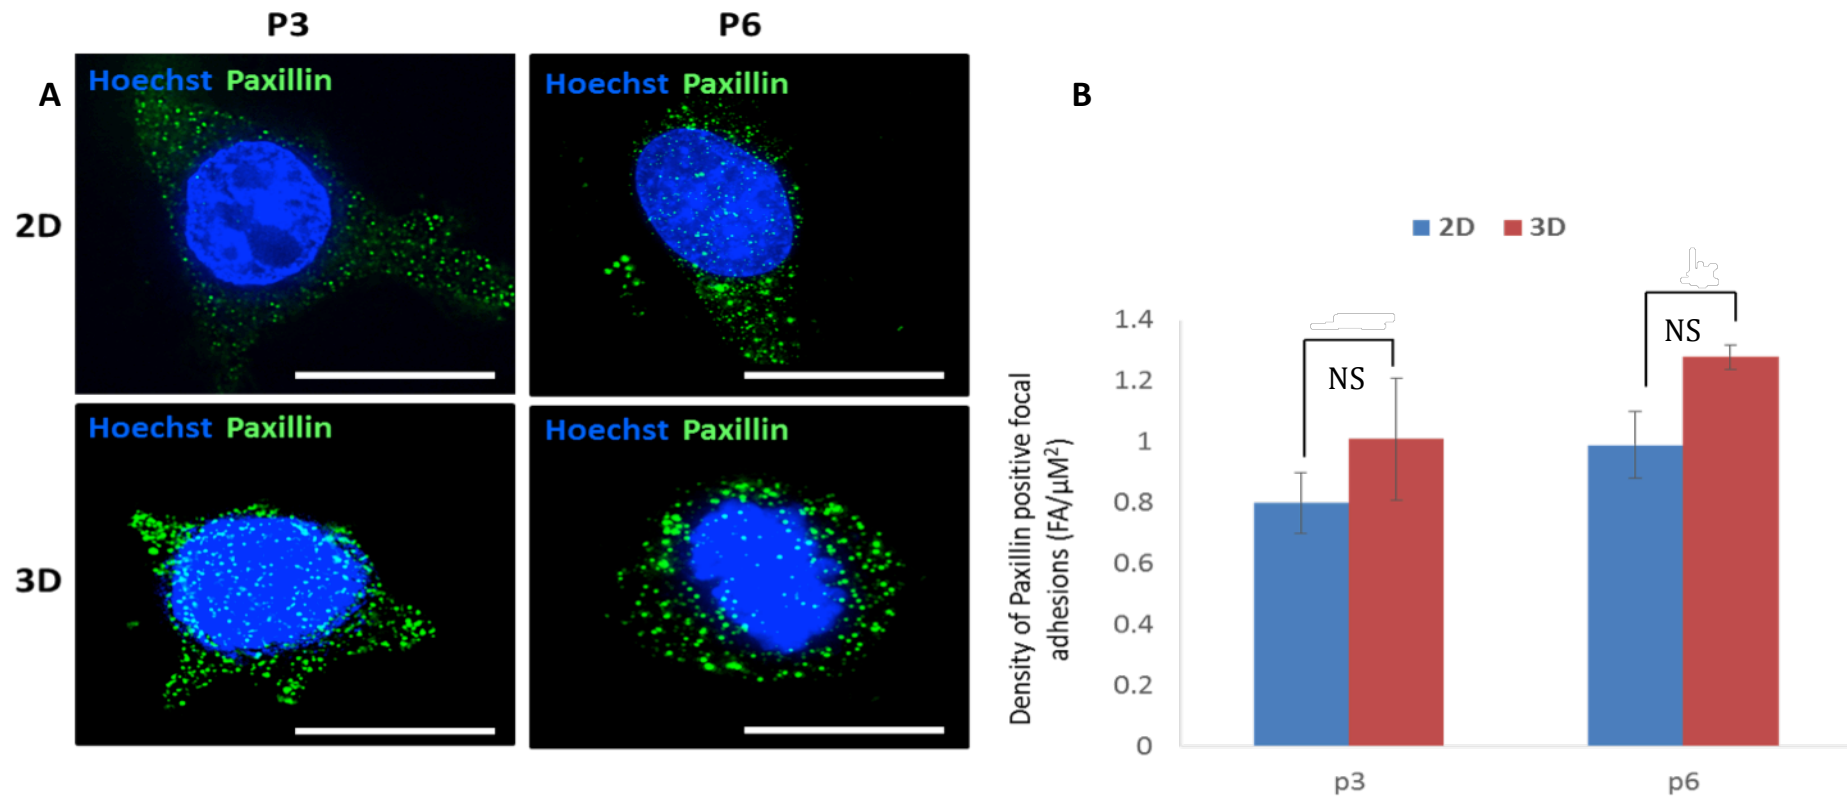 P3 P6
A
Hoechst Paxillin
Hoechst Paxillin
2D
Hoechst Paxillin
Hoechst Paxillin
3D
B
2D 3D
NS
NS
Density of Paxillin positive focal
adhesions (FA/µM²)
1.4
1.2
1
0.8
0.6
0.4
0.2
0
p3 p6